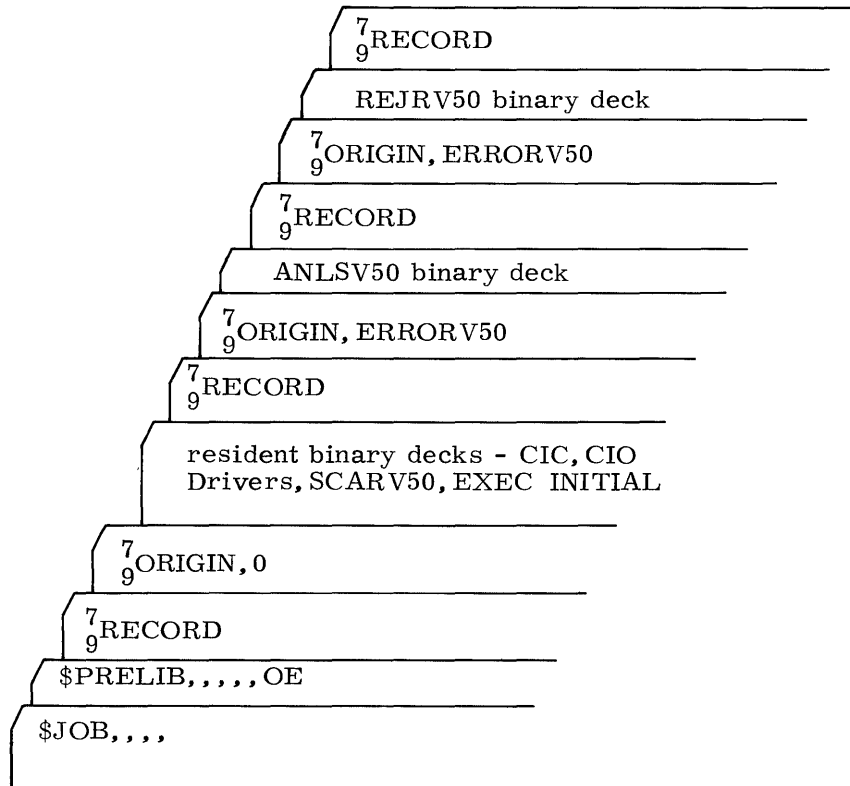 7
9RECORD
REJRV50 binary deck
7
9ORIGIN, ERRORV50
7
9RECORD
ANLSV50 binary deck
7
9ORIGIN, ERRORV50
7
9RECORD
resident binary decks - CIC, CIO
Drivers, SCARV50, EXEC INITIAL
7
9ORIGIN, 0
7
9RECORD
$PRELIB,,,,,OE
$JOB,,,,